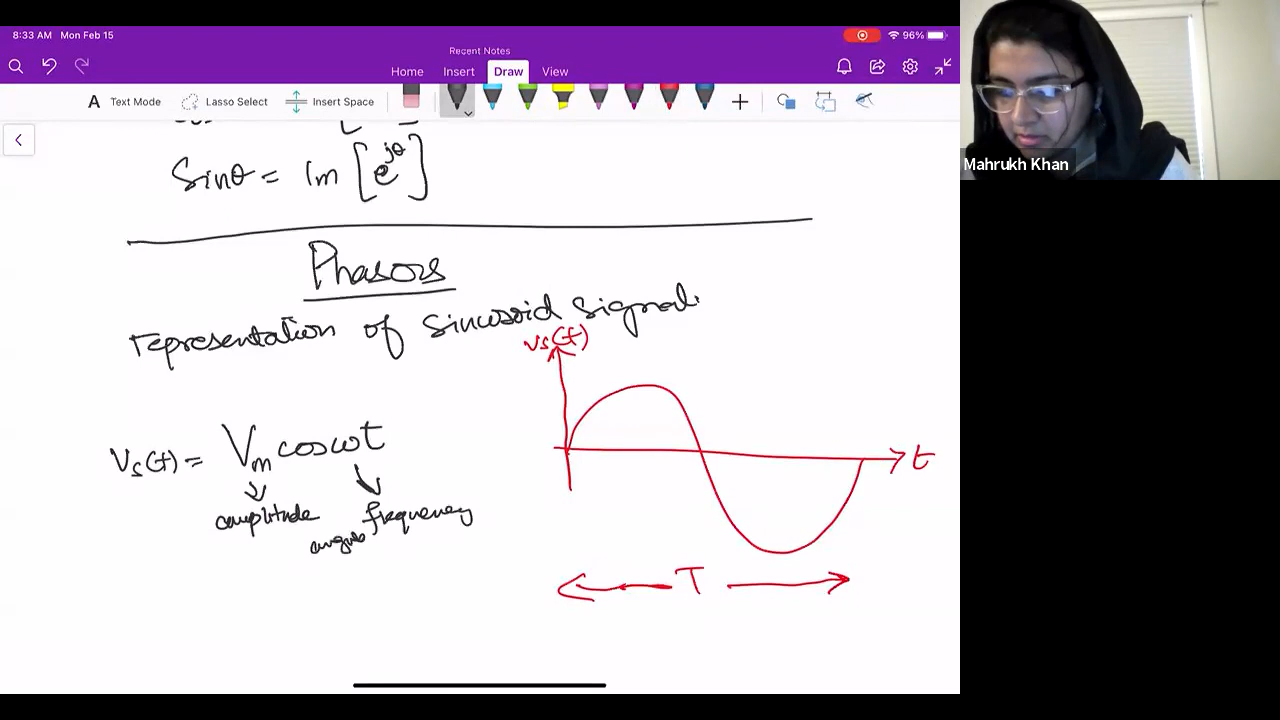 8:33 AM Mon Feb 15
96%
Recent Notes
Home Insert Draw View
A Text Mode Lasso Select Insert Space
Mahrukh Khan
Sinθ = Im [e^jθ]
Phasors
representation of sinusoid signal.
vs(t)
Vs(t) = Vm cosωt
t
amplitude
angular frequency
T